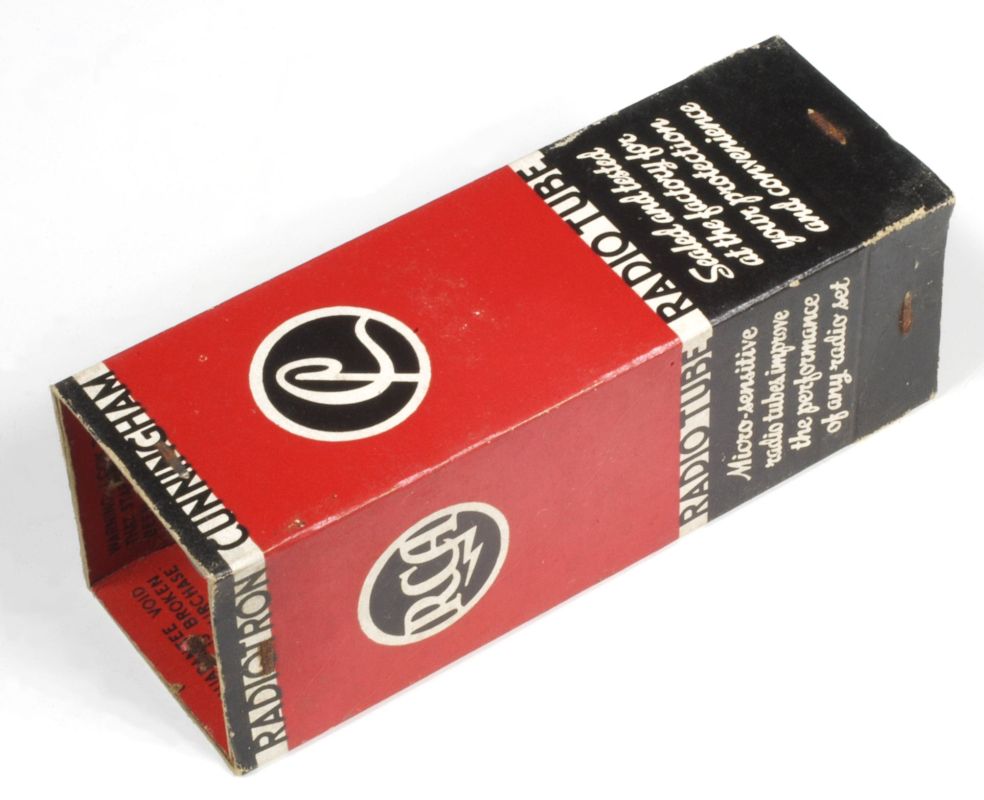 CUNNINGHAM
C
RADIO TUBE
Sealed and tested
at the factory for
your protection
and convenience
RADIOTRON
RCA
RADIO TUBE
Micro-sensitive
radio tubes improve
the performance
of any radio set
VOID
BROKEN